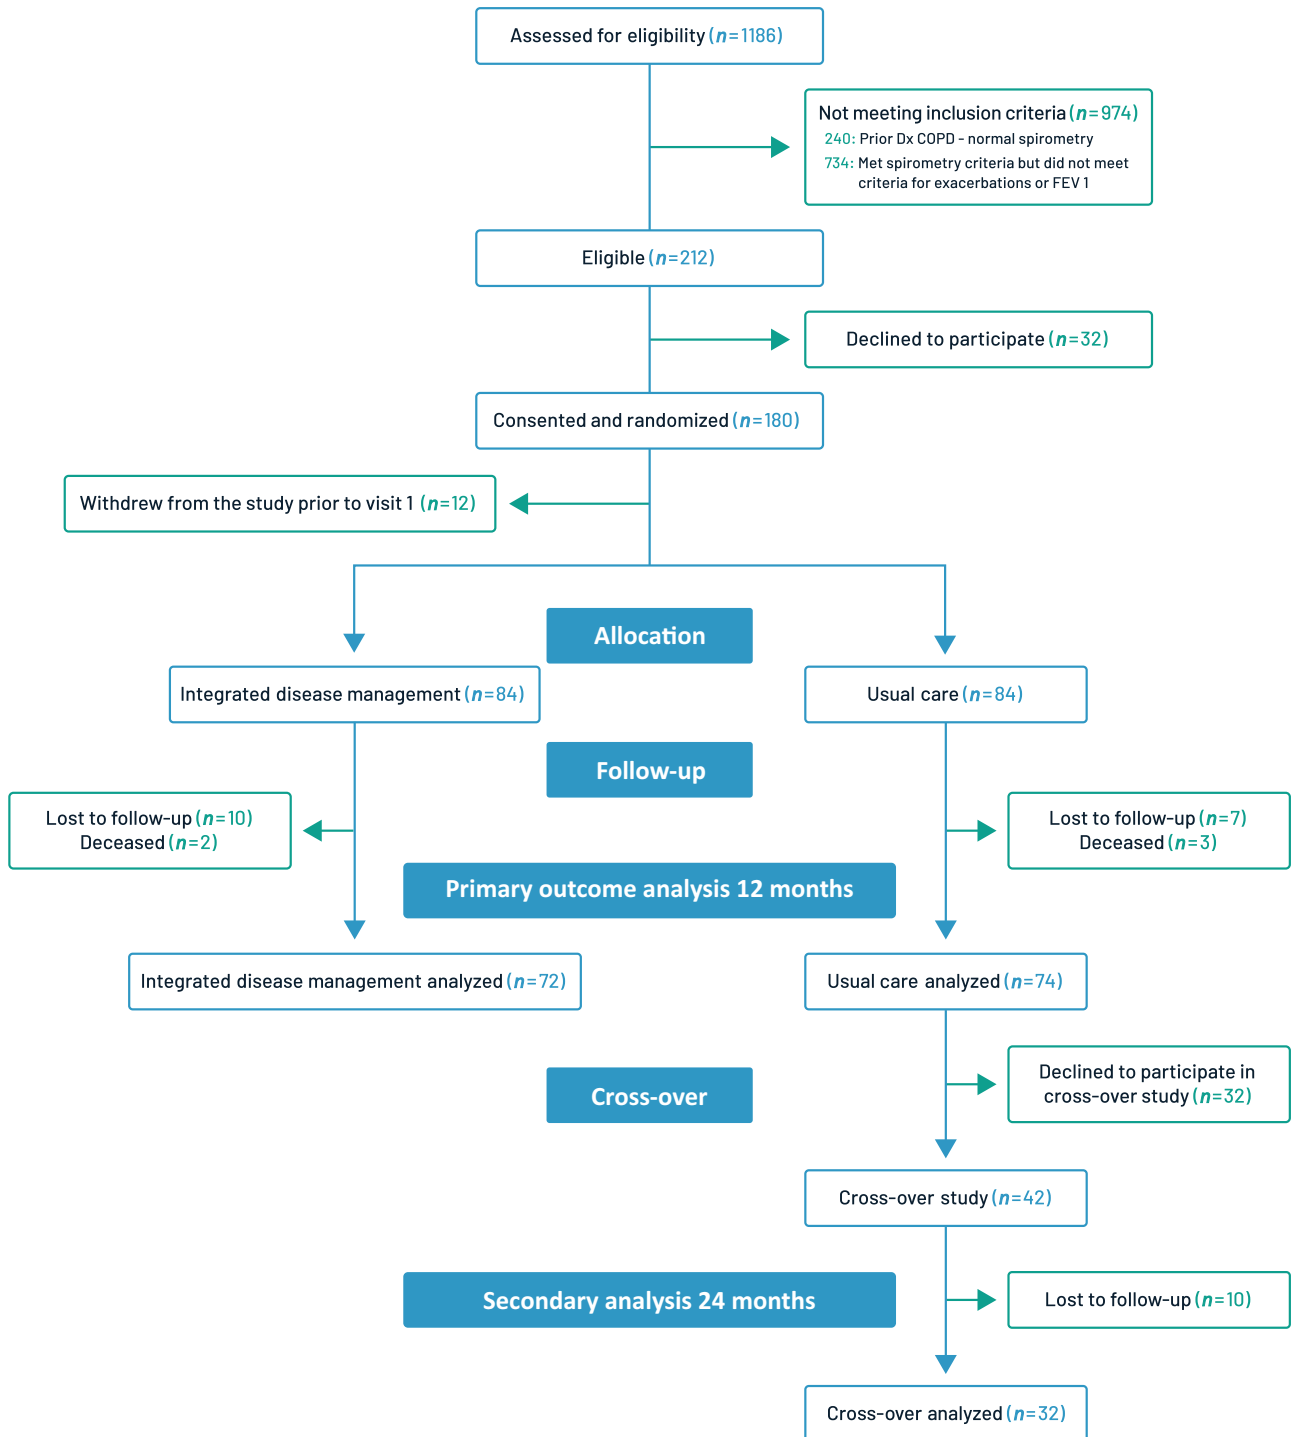 Assessed for eligibility (n=1186)
Not meeting inclusion criteria (n=974)
240: Prior Dx COPD - normal spirometry
734: Met spirometry criteria but did not meet
criteria for exacerbations or FEV 1
Eligible (n=212)
Declined to participate (n=32)
Consented and randomized (n=180)
Withdrew from the study prior to visit 1 (n=12)
Allocation
Integrated disease management (n=84)
Usual care (n=84)
Follow-up
Lost to follow-up (n=10)
Deceased (n=2)
Lost to follow-up (n=7)
Deceased (n=3)
Primary outcome analysis 12 months
Integrated disease management analyzed (n=72)
Usual care analyzed (n=74)
Declined to participate in
cross-over study (n=32)
Cross-over
Cross-over study (n=42)
Secondary analysis 24 months
Lost to follow-up (n=10)
Cross-over analyzed (n=32)